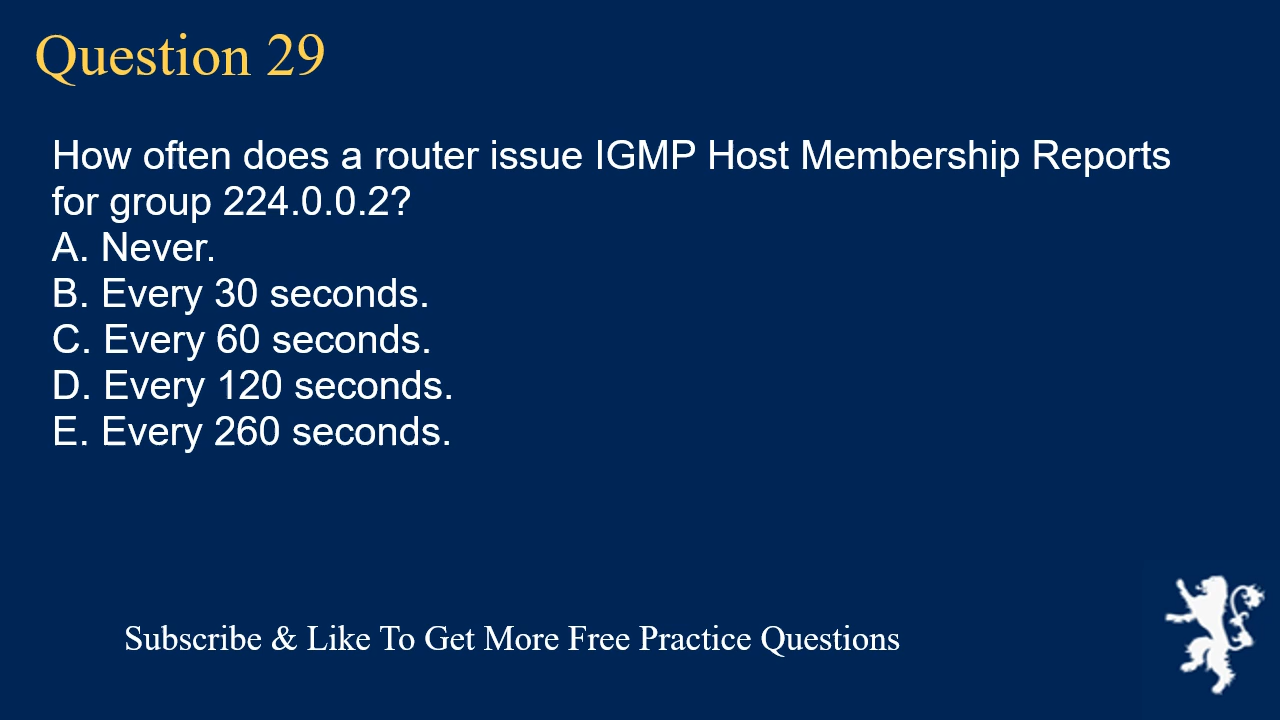 Question 29
How often does a router issue IGMP Host Membership Reports
for group 224.0.0.2?
A. Never.
B. Every 30 seconds.
C. Every 60 seconds.
D. Every 120 seconds.
E. Every 260 seconds.
Subscribe & Like To Get More Free Practice Questions